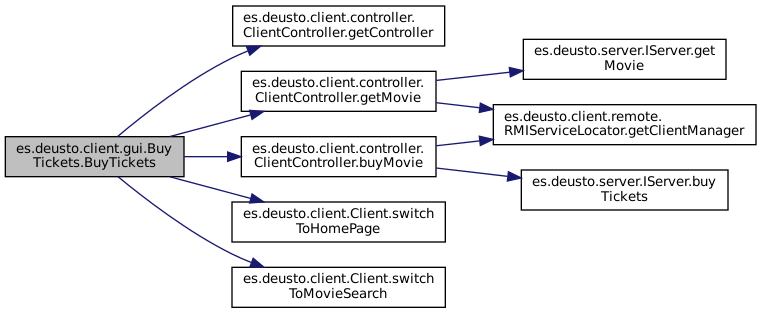 es.deusto.client.gui.Buy
Tickets.BuyTickets
es.deusto.client.controller.
ClientController.getController
es.deusto.client.controller.
ClientController.getMovie
es.deusto.client.controller.
ClientController.buyMovie
es.deusto.client.Client.switch
ToHomePage
es.deusto.client.Client.switch
ToMovieSearch
es.deusto.server.IServer.get
Movie
es.deusto.client.remote.
RMIServiceLocator.getClientManager
es.deusto.server.IServer.buy
Tickets